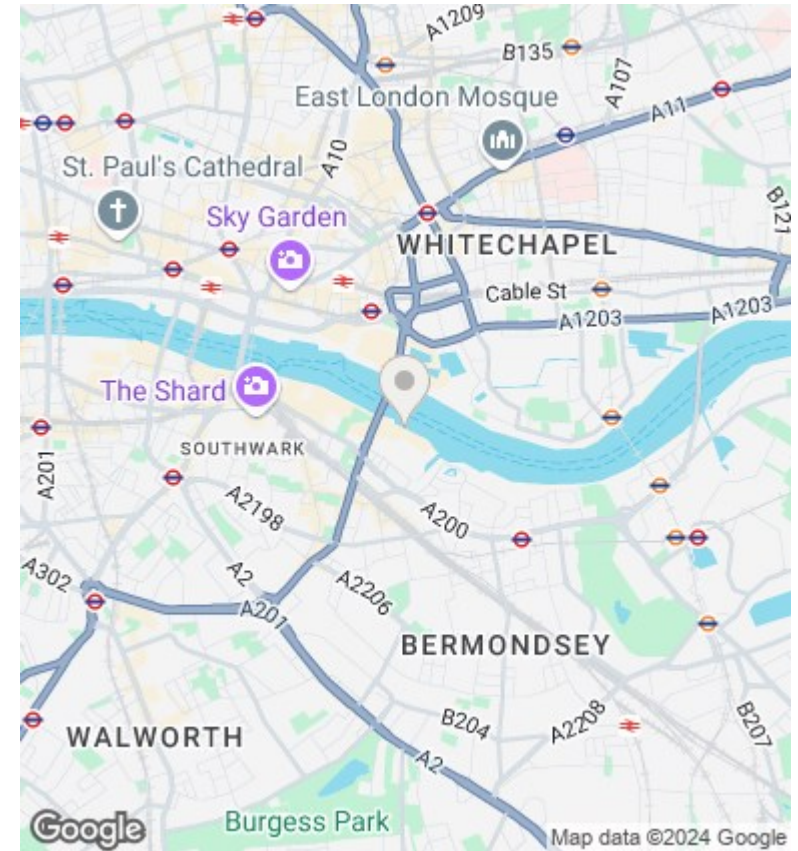 A1209
B135
A107
East London Mosque
A11
A10
St. Paul's Cathedral
Sky Garden
B121
WHITECHAPEL
Cable St
A1203
A1203
The Shard
SOUTHWARK
A201
A2198
A200
A302
A2
A2206
A201
BERMONDSEY
B204
A2208
B207
WALWORTH
A2
Burgess Park
Google
Map data ©2024 Google